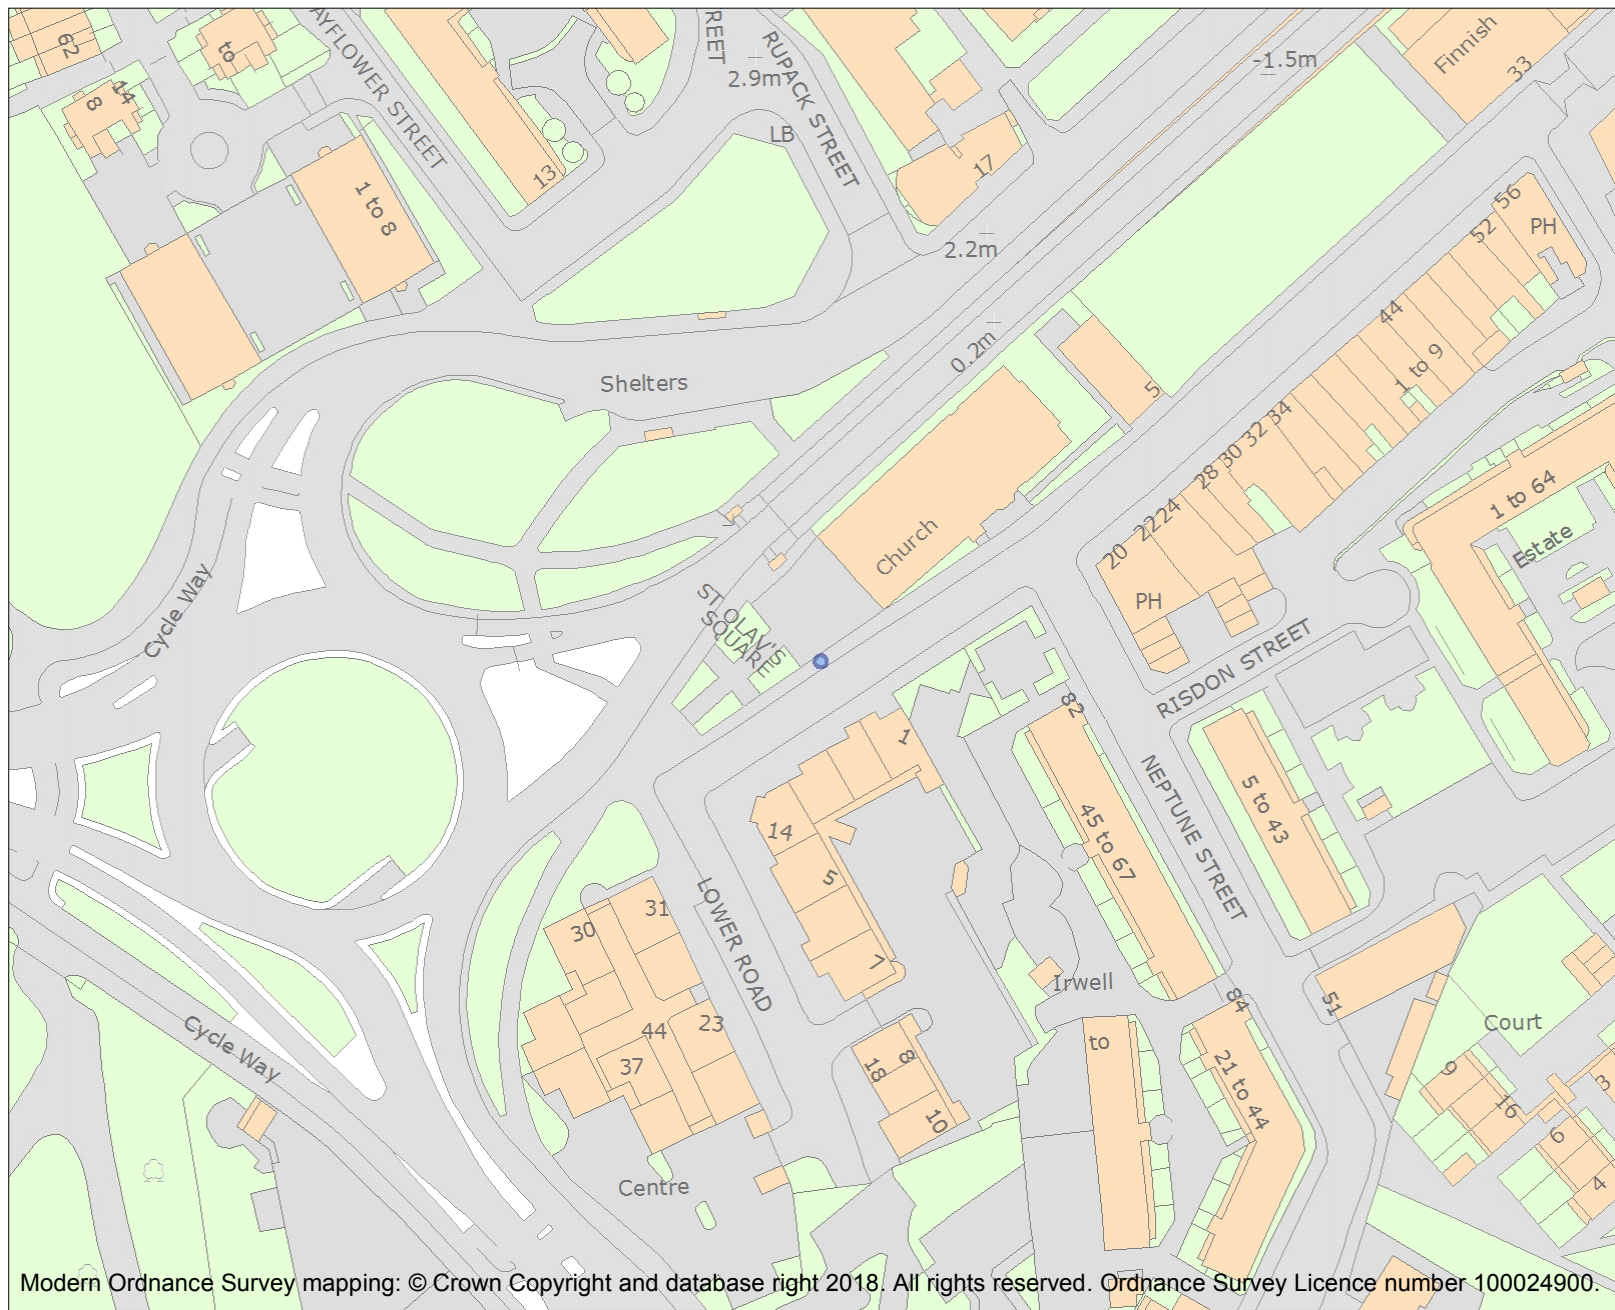 62
to
8
14
AYFLOWER STREET
REET
2.9m
RUPACK STREET
LB
-1.5m
Finnish
33
13
17
1 to 8
2.2m
56
52
PH
44
1 to 9
0.2m
Shelters
5
34
32
30
28
24
22
20
Church
1 to 64
Estate
PH
Cycle Way
ST OLAV'S
SQUARE
RISDON STREET
82
1
NEPTUNE STREET
14
5
45 to 67
5 to 43
31
30
LOWER ROAD
7
Irwell
84
51
Court
Cycle Way
23
44
37
18
8
10
to
21 to 44
9
16
3
6
4
Centre
Modern Ordnance Survey mapping: © Crown Copyright and database right 2018. All rights reserved. Ordnance Survey Licence number 100024900.